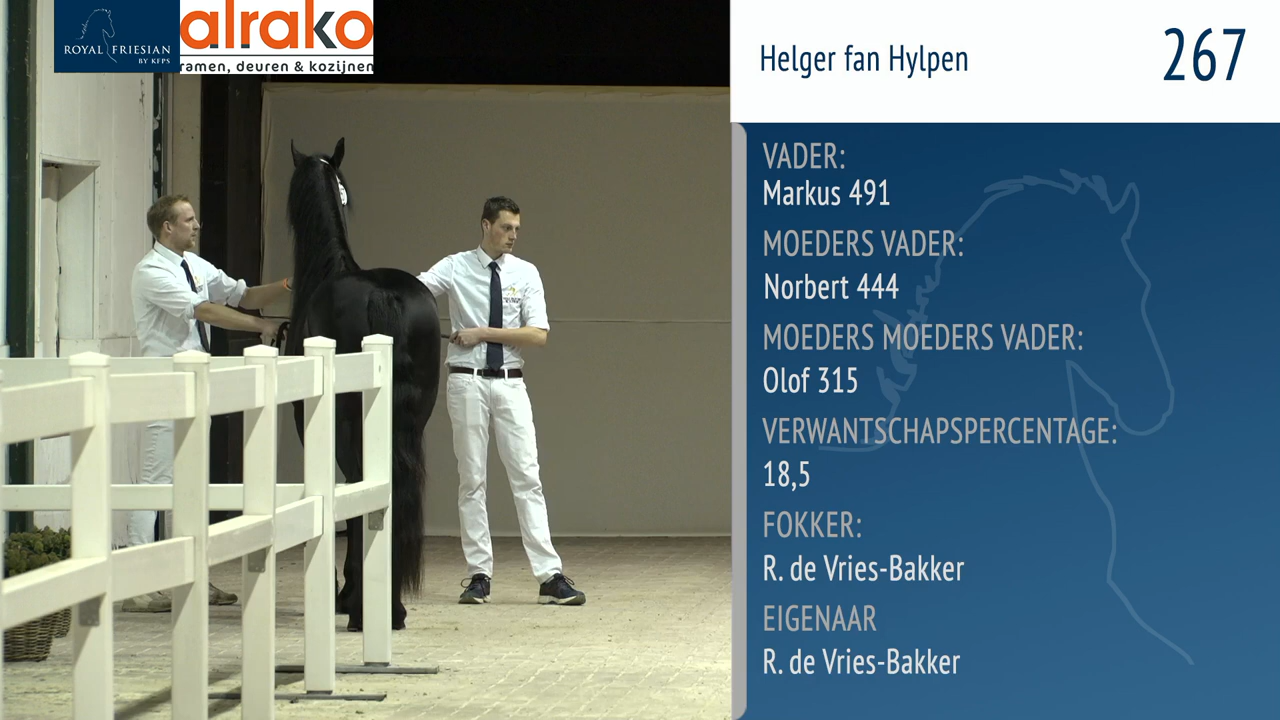 ROYAL FRIESIAN
BY KFPS
alrako
ramen, deuren & kozijnen
Helger fan Hylpen
267
VADER:
Markus 491
MOEDERS VADER:
Norbert 444
MOEDERS MOEDERS VADER:
Olof 315
VERWANTSCHAPSPERCENTAGE:
18,5
FOKKER:
R. de Vries-Bakker
EIGENAAR
R. de Vries-Bakker